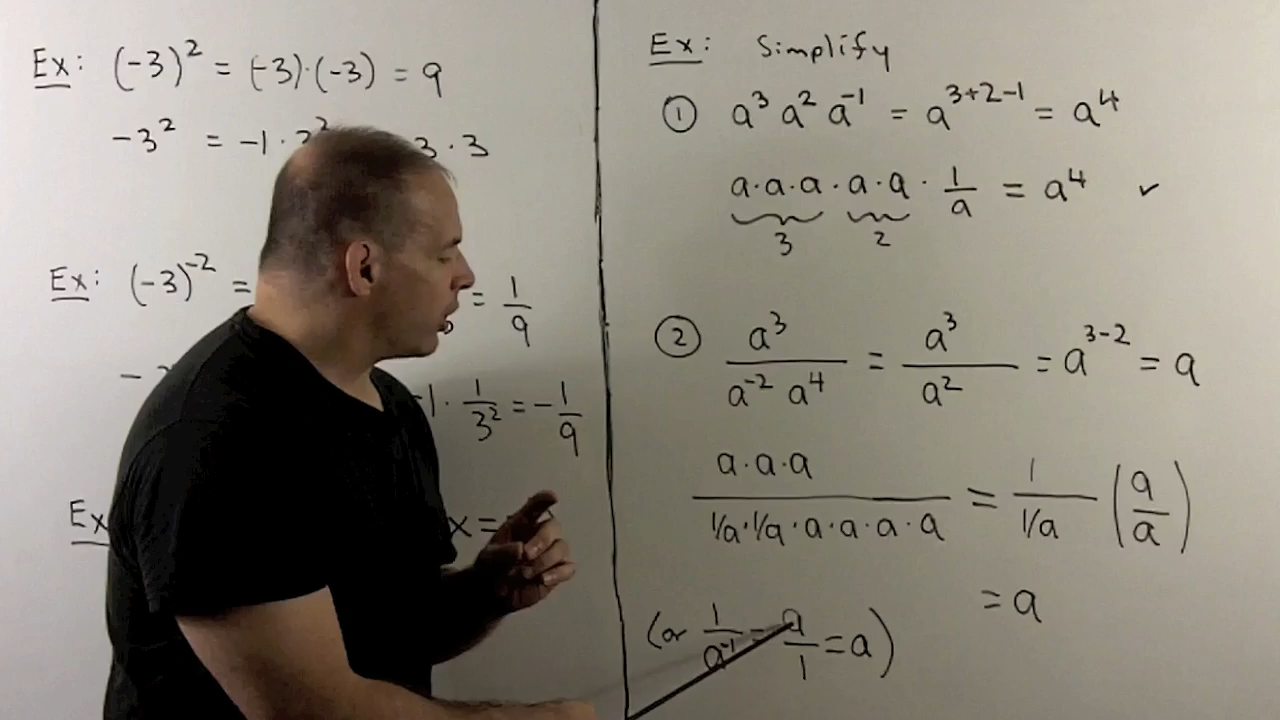 Ex: (-3)² = (-3)·(-3) = 9
-3² = -1· 3 · 3
Ex: (-3)⁻² = = 1/9
-1 · 1/3² = -1/9
Ex x =
Ex: Simplify
① a³ a² a⁻¹ = a³⁺²⁻¹ = a⁴
a·a·a·a·a · 1/a = a⁴ ✓
3 2
② a³/(a⁻² a⁴) = a³/a² = a³⁻² = a
(a·a·a)/(1/a·1/a·a·a·a·a) = 1/(1/a) (a/a)
= a
(or 1/a⁻¹ = a/1 = a)